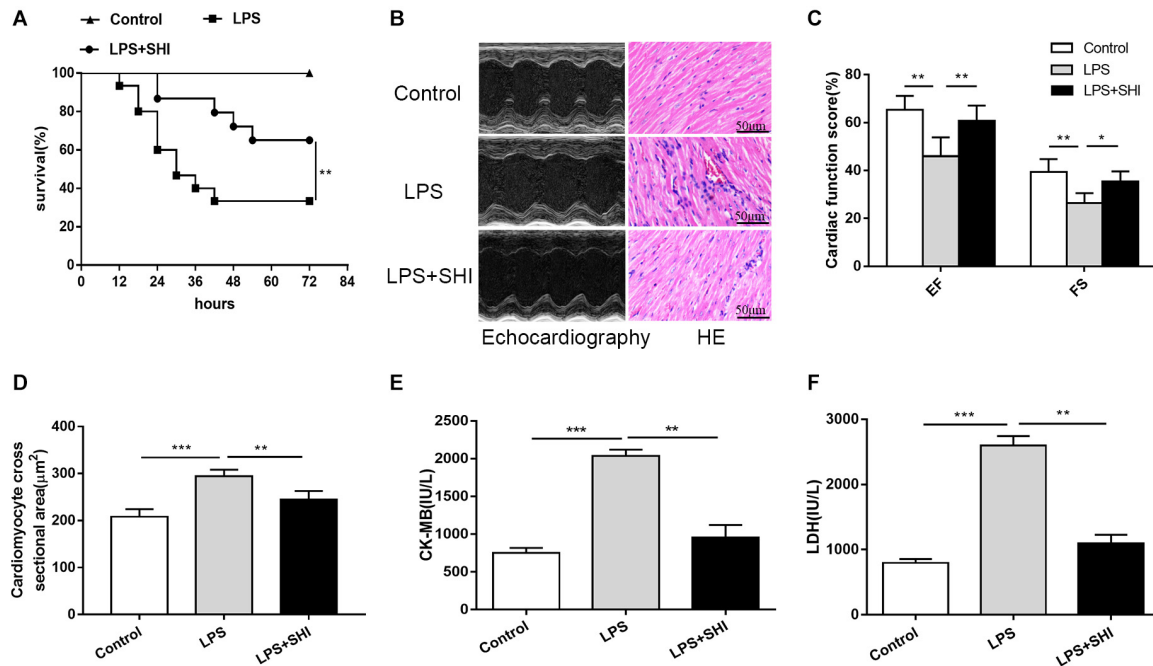 A
Control
LPS
LPS+SHI
survival(%)
100
80
60
40
20
0
**
0 12 24 36 48 60 72 84
hours
B
Control
50μm
LPS
50μm
LPS+SHI
50μm
Echocardiography HE
C
Control
LPS
LPS+SHI
Cardiac function score(%)
80
60
40
20
0
** **
** *
EF FS
D
Cardiomyocyte cross
sectional area(μm2)
400
300
200
100
0
*** **
Control LPS LPS+SHI
E
CK-MB(IU/L)
2500
2000
1500
1000
500
0
*** **
Control LPS LPS+SHI
F
LDH(IU/L)
3000
2000
1000
0
*** **
Control LPS LPS+SHI